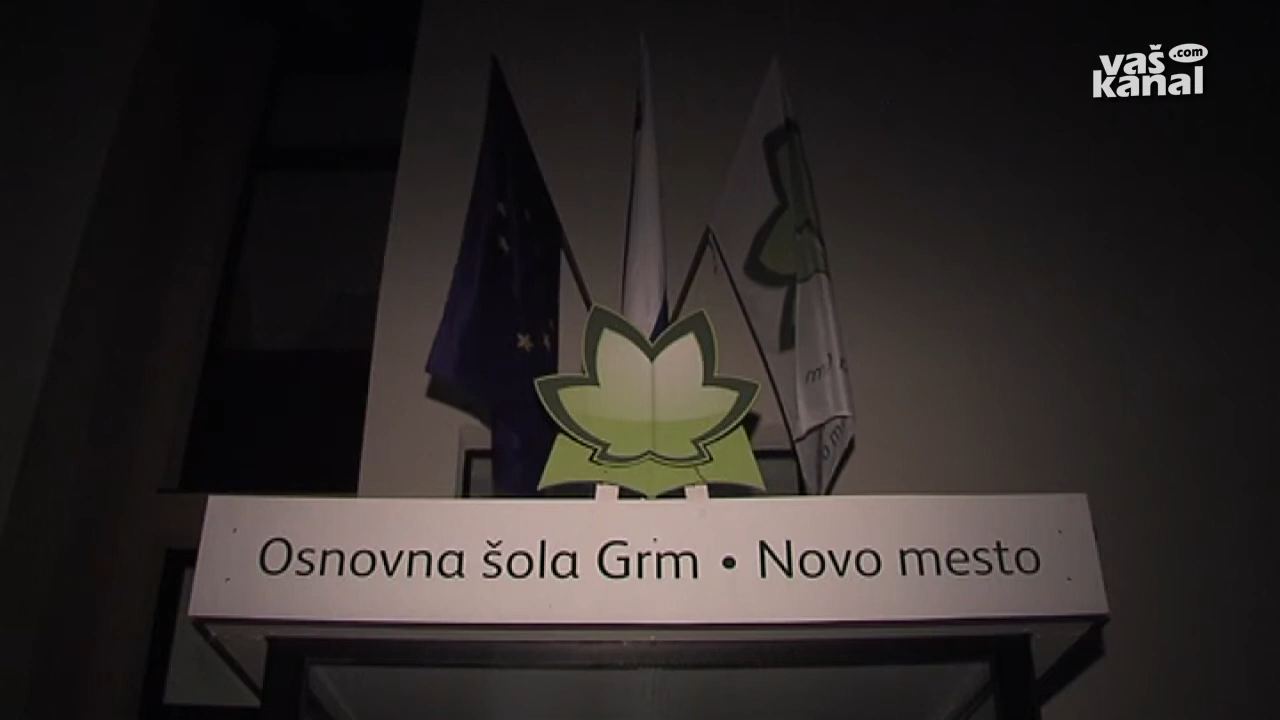 vaš.com
kanal
Osnovna šola Grm • Novo mesto